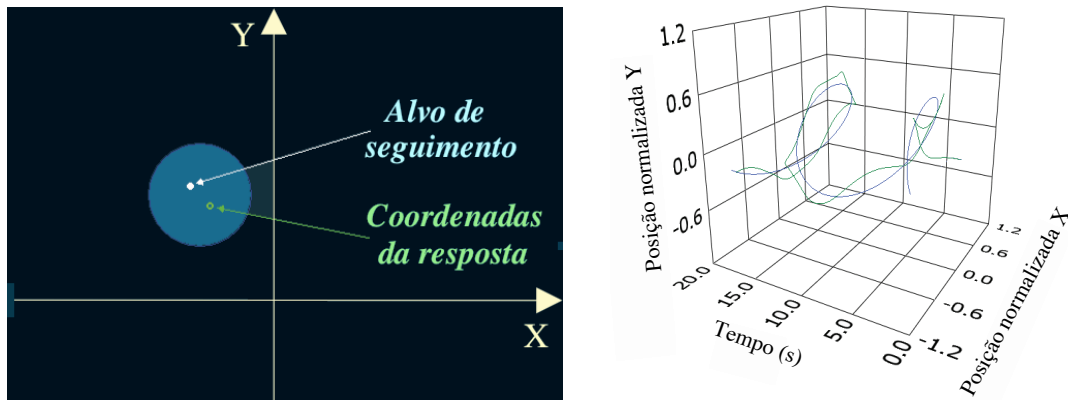 Y
Alvo de
seguimento
Coordenadas
da resposta
X
1.2
0.6
0.0
-0.6
Posição normalizada Y
20.0
15.0
10.0
5.0
0.0
Tempo (s)
1.2
0.6
0.0
-0.6
-1.2
Posição normalizada X